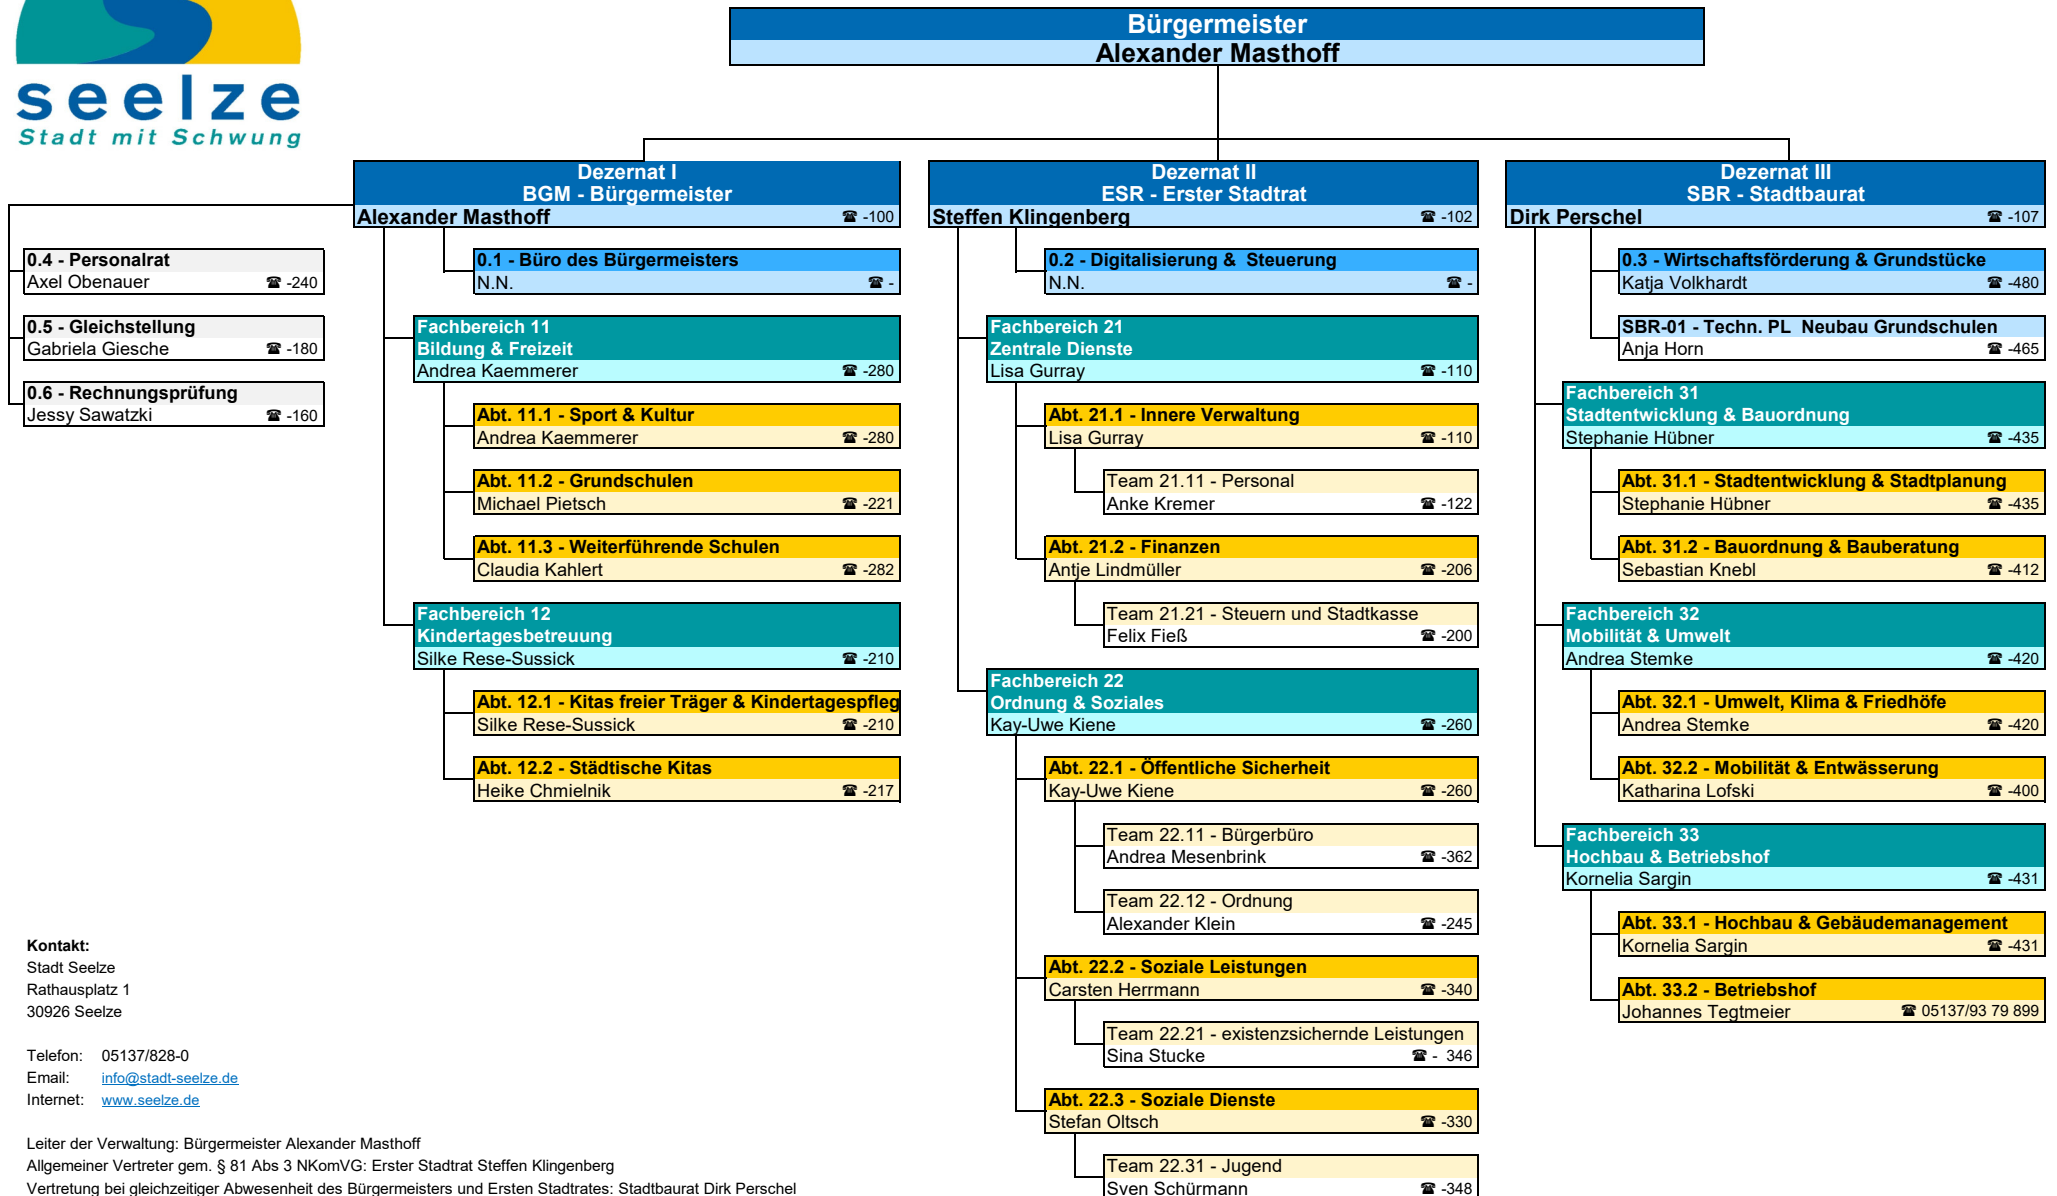 seelze
Stadt mit Schwung
Bürgermeister
Alexander Masthoff
Dezernat I
BGM - Bürgermeister
Alexander Masthoff ☎ -100
0.4 - Personalrat
Axel Obenauer ☎ -240
0.5 - Gleichstellung
Gabriela Giesche ☎ -180
0.6 - Rechnungsprüfung
Jessy Sawatzki ☎ -160
0.1 - Büro des Bürgermeisters
N.N. ☎ -
Fachbereich 11
Bildung & Freizeit
Andrea Kaemmerer ☎ -280
Abt. 11.1 - Sport & Kultur
Andrea Kaemmerer ☎ -280
Abt. 11.2 - Grundschulen
Michael Pietsch ☎ -221
Abt. 11.3 - Weiterführende Schulen
Claudia Kahlert ☎ -282
Fachbereich 12
Kindertagesbetreuung
Silke Rese-Sussick ☎ -210
Abt. 12.1 - Kitas freier Träger & Kindertagespfleg
Silke Rese-Sussick ☎ -210
Abt. 12.2 - Städtische Kitas
Heike Chmielnik ☎ -217
Dezernat II
ESR - Erster Stadtrat
Steffen Klingenberg ☎ -102
0.2 - Digitalisierung & Steuerung
N.N. ☎ -
Fachbereich 21
Zentrale Dienste
Lisa Gurray ☎ -110
Abt. 21.1 - Innere Verwaltung
Lisa Gurray ☎ -110
Team 21.11 - Personal
Anke Kremer ☎ -122
Abt. 21.2 - Finanzen
Antje Lindmüller ☎ -206
Team 21.21 - Steuern und Stadtkasse
Felix Fieß ☎ -200
Fachbereich 22
Ordnung & Soziales
Kay-Uwe Kiene ☎ -260
Abt. 22.1 - Öffentliche Sicherheit
Kay-Uwe Kiene ☎ -260
Team 22.11 - Bürgerbüro
Andrea Mesenbrink ☎ -362
Team 22.12 - Ordnung
Alexander Klein ☎ -245
Abt. 22.2 - Soziale Leistungen
Carsten Herrmann ☎ -340
Team 22.21 - existenzsichernde Leistungen
Sina Stucke ☎ - 346
Abt. 22.3 - Soziale Dienste
Stefan Oltsch ☎ -330
Team 22.31 - Jugend
Sven Schürmann ☎ -348
Dezernat III
SBR - Stadtbaurat
Dirk Perschel ☎ -107
0.3 - Wirtschaftsförderung & Grundstücke
Katja Volkhardt ☎ -480
SBR-01 - Techn. PL Neubau Grundschulen
Anja Horn ☎ -465
Fachbereich 31
Stadtentwicklung & Bauordnung
Stephanie Hübner ☎ -435
Abt. 31.1 - Stadtentwicklung & Stadtplanung
Stephanie Hübner ☎ -435
Abt. 31.2 - Bauordnung & Bauberatung
Sebastian Knebl ☎ -412
Fachbereich 32
Mobilität & Umwelt
Andrea Stemke ☎ -420
Abt. 32.1 - Umwelt, Klima & Friedhöfe
Andrea Stemke ☎ -420
Abt. 32.2 - Mobilität & Entwässerung
Katharina Lofski ☎ -400
Fachbereich 33
Hochbau & Betriebshof
Kornelia Sargin ☎ -431
Abt. 33.1 - Hochbau & Gebäudemanagement
Kornelia Sargin ☎ -431
Abt. 33.2 - Betriebshof
Johannes Tegtmeier ☎ 05137/93 79 899
Kontakt:
Stadt Seelze
Rathausplatz 1
30926 Seelze
Telefon: 05137/828-0
Email: info@stadt-seelze.de
Internet: www.seelze.de
Leiter der Verwaltung: Bürgermeister Alexander Masthoff
Allgemeiner Vertreter gem. § 81 Abs 3 NKomVG: Erster Stadtrat Steffen Klingenberg
Vertretung bei gleichzeitiger Abwesenheit des Bürgermeisters und Ersten Stadtrates: Stadtbaurat Dirk Perschel